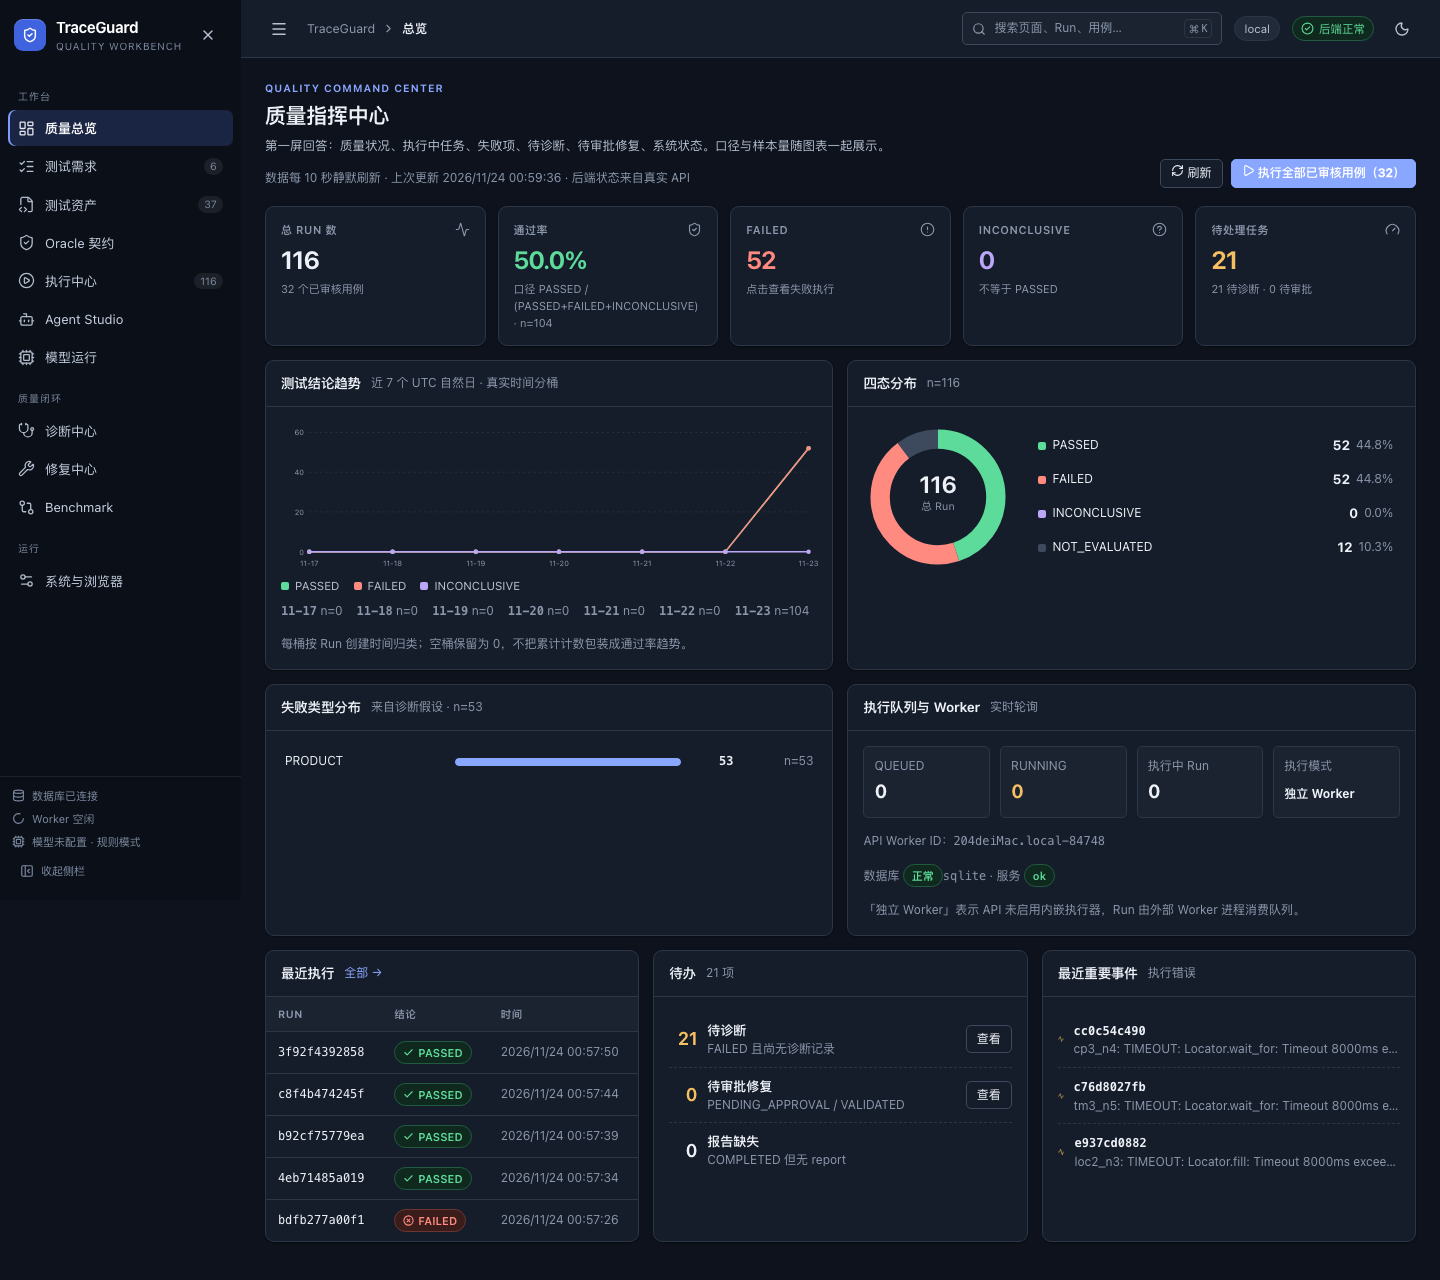 TraceGuard
QUALITY WORKBENCH
工作台
质量总览
测试需求 6
测试资产 37
Oracle 契约
执行中心 116
Agent Studio
模型运行
质量闭环
诊断中心
修复中心
Benchmark
运行
系统与浏览器
数据库已连接
Worker 空闲
模型未配置 · 规则模式
收起侧栏
TraceGuard > 总览
搜索页面、Run、用例... ⌘ K
local
后端正常
QUALITY COMMAND CENTER
质量指挥中心
第一屏回答：质量状况、执行中任务、失败项、待诊断、待审批修复、系统状态。口径与样本量随图表一起展示。
数据每 10 秒静默刷新 · 上次更新 2026/11/24 00:59:36 · 后端状态来自真实 API
刷新
执行全部已审核用例（32）
总 RUN 数
116
32 个已审核用例
通过率
50.0%
口径 PASSED /
(PASSED+FAILED+INCONCLUSIVE)
· n=104
FAILED
52
点击查看失败执行
INCONCLUSIVE
0
不等于 PASSED
待处理任务
21
21 待诊断 · 0 待审批
测试结论趋势 近 7 个 UTC 自然日 · 真实时间分桶
60
40
20
0
11-17 11-18 11-19 11-20 11-21 11-22 11-23
PASSED FAILED INCONCLUSIVE
11-17 n=0 11-18 n=0 11-19 n=0 11-20 n=0 11-21 n=0 11-22 n=0 11-23 n=104
每桶按 Run 创建时间归类；空桶保留为 0，不把累计计数包装成通过率趋势。
四态分布 n=116
116
总 Run
PASSED 52 44.8%
FAILED 52 44.8%
INCONCLUSIVE 0 0.0%
NOT_EVALUATED 12 10.3%
失败类型分布 来自诊断假设 · n=53
PRODUCT 53 n=53
执行队列与 Worker 实时轮询
QUEUED
0
RUNNING
0
执行中 Run
0
执行模式
独立 Worker
API Worker ID：204deiMac.local-84748
数据库 正常 sqlite · 服务 ok
「独立 Worker」表示 API 未启用内嵌执行器，Run 由外部 Worker 进程消费队列。
最近执行 全部 →
RUN 结论 时间
3f92f4392858 PASSED 2026/11/24 00:57:50
c8f4b474245f PASSED 2026/11/24 00:57:44
b92cf75779ea PASSED 2026/11/24 00:57:39
4eb71485a019 PASSED 2026/11/24 00:57:34
bdfb277a00f1 FAILED 2026/11/24 00:57:26
待办 21 项
21 待诊断
FAILED 且尚无诊断记录
查看
0 待审批修复
PENDING_APPROVAL / VALIDATED
查看
0 报告缺失
COMPLETED 但无 report
最近重要事件 执行错误
cc0c54c490
cp3_n4: TIMEOUT: Locator.wait_for: Timeout 8000ms e...
c76d8027fb
tm3_n5: TIMEOUT: Locator.wait_for: Timeout 8000ms e...
e937cd0882
loc2_n3: TIMEOUT: Locator.fill: Timeout 8000ms excee...